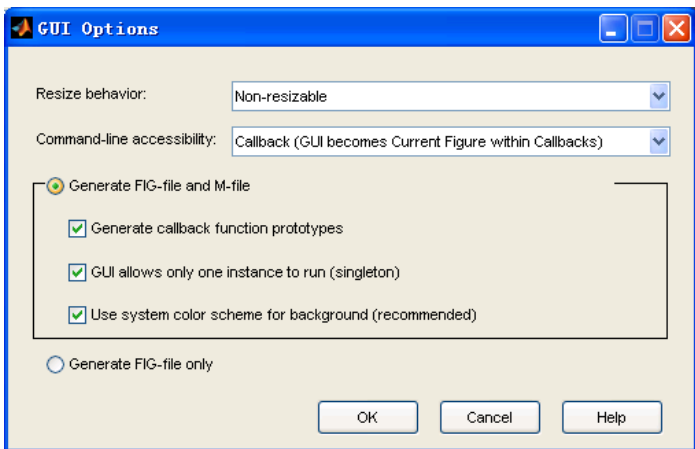 GUI Options
Resize behavior: Non-resizable
Command-line accessibility: Callback (GUI becomes Current Figure within Callbacks)
Generate FIG-file and M-file
Generate callback function prototypes
GUI allows only one instance to run (singleton)
Use system color scheme for background (recommended)
Generate FIG-file only
OK Cancel Help